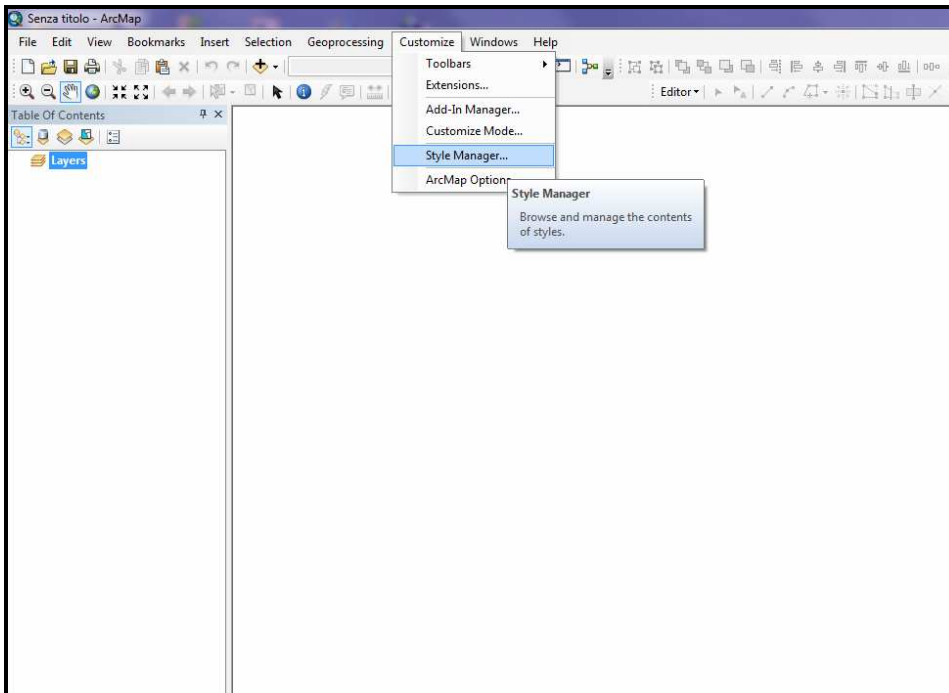 Senza titolo - ArcMap
File Edit View Bookmarks Insert Selection Geoprocessing Customize Windows Help
Toolbars
Extensions...
Editor
Table Of Contents
Add-In Manager...
Customize Mode...
Layers
Style Manager...
ArcMap Option
Style Manager
Browse and manage the contents
of styles.